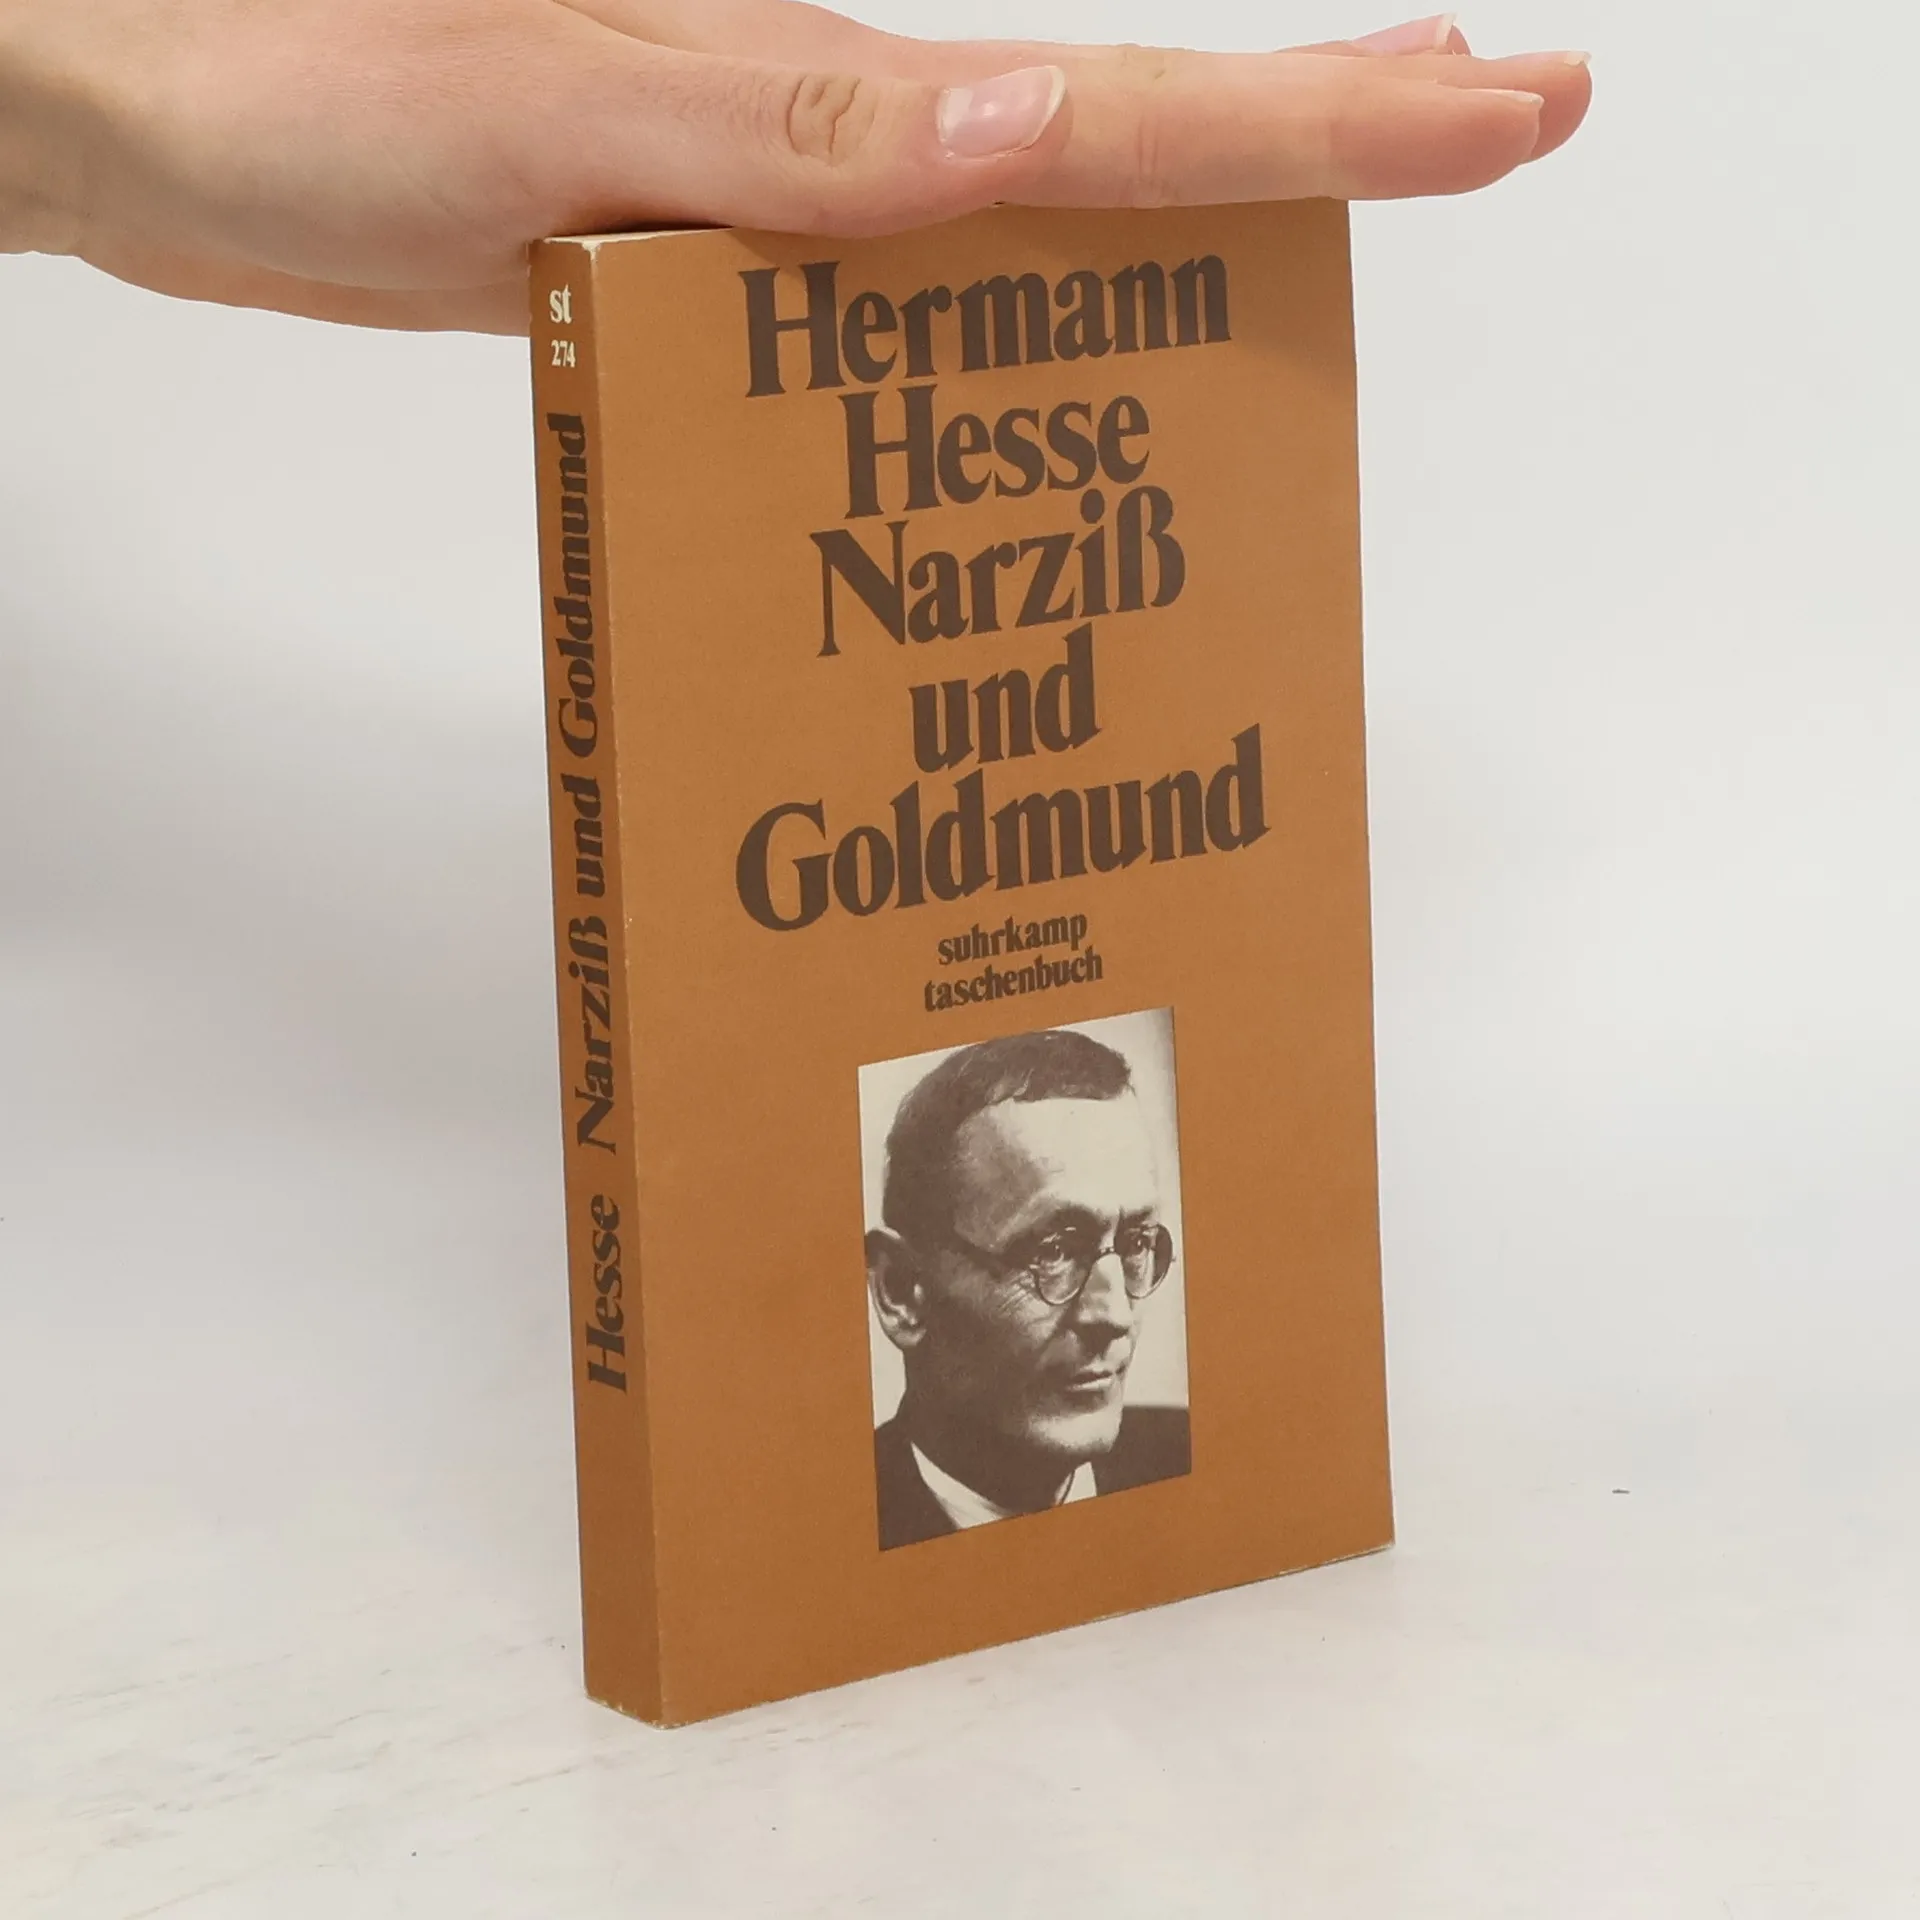 Hermann
Hesse
Narziß
und
Goldmund
suhrkamp
taschenbuch
st
274
Hesse Narziß und Goldmund